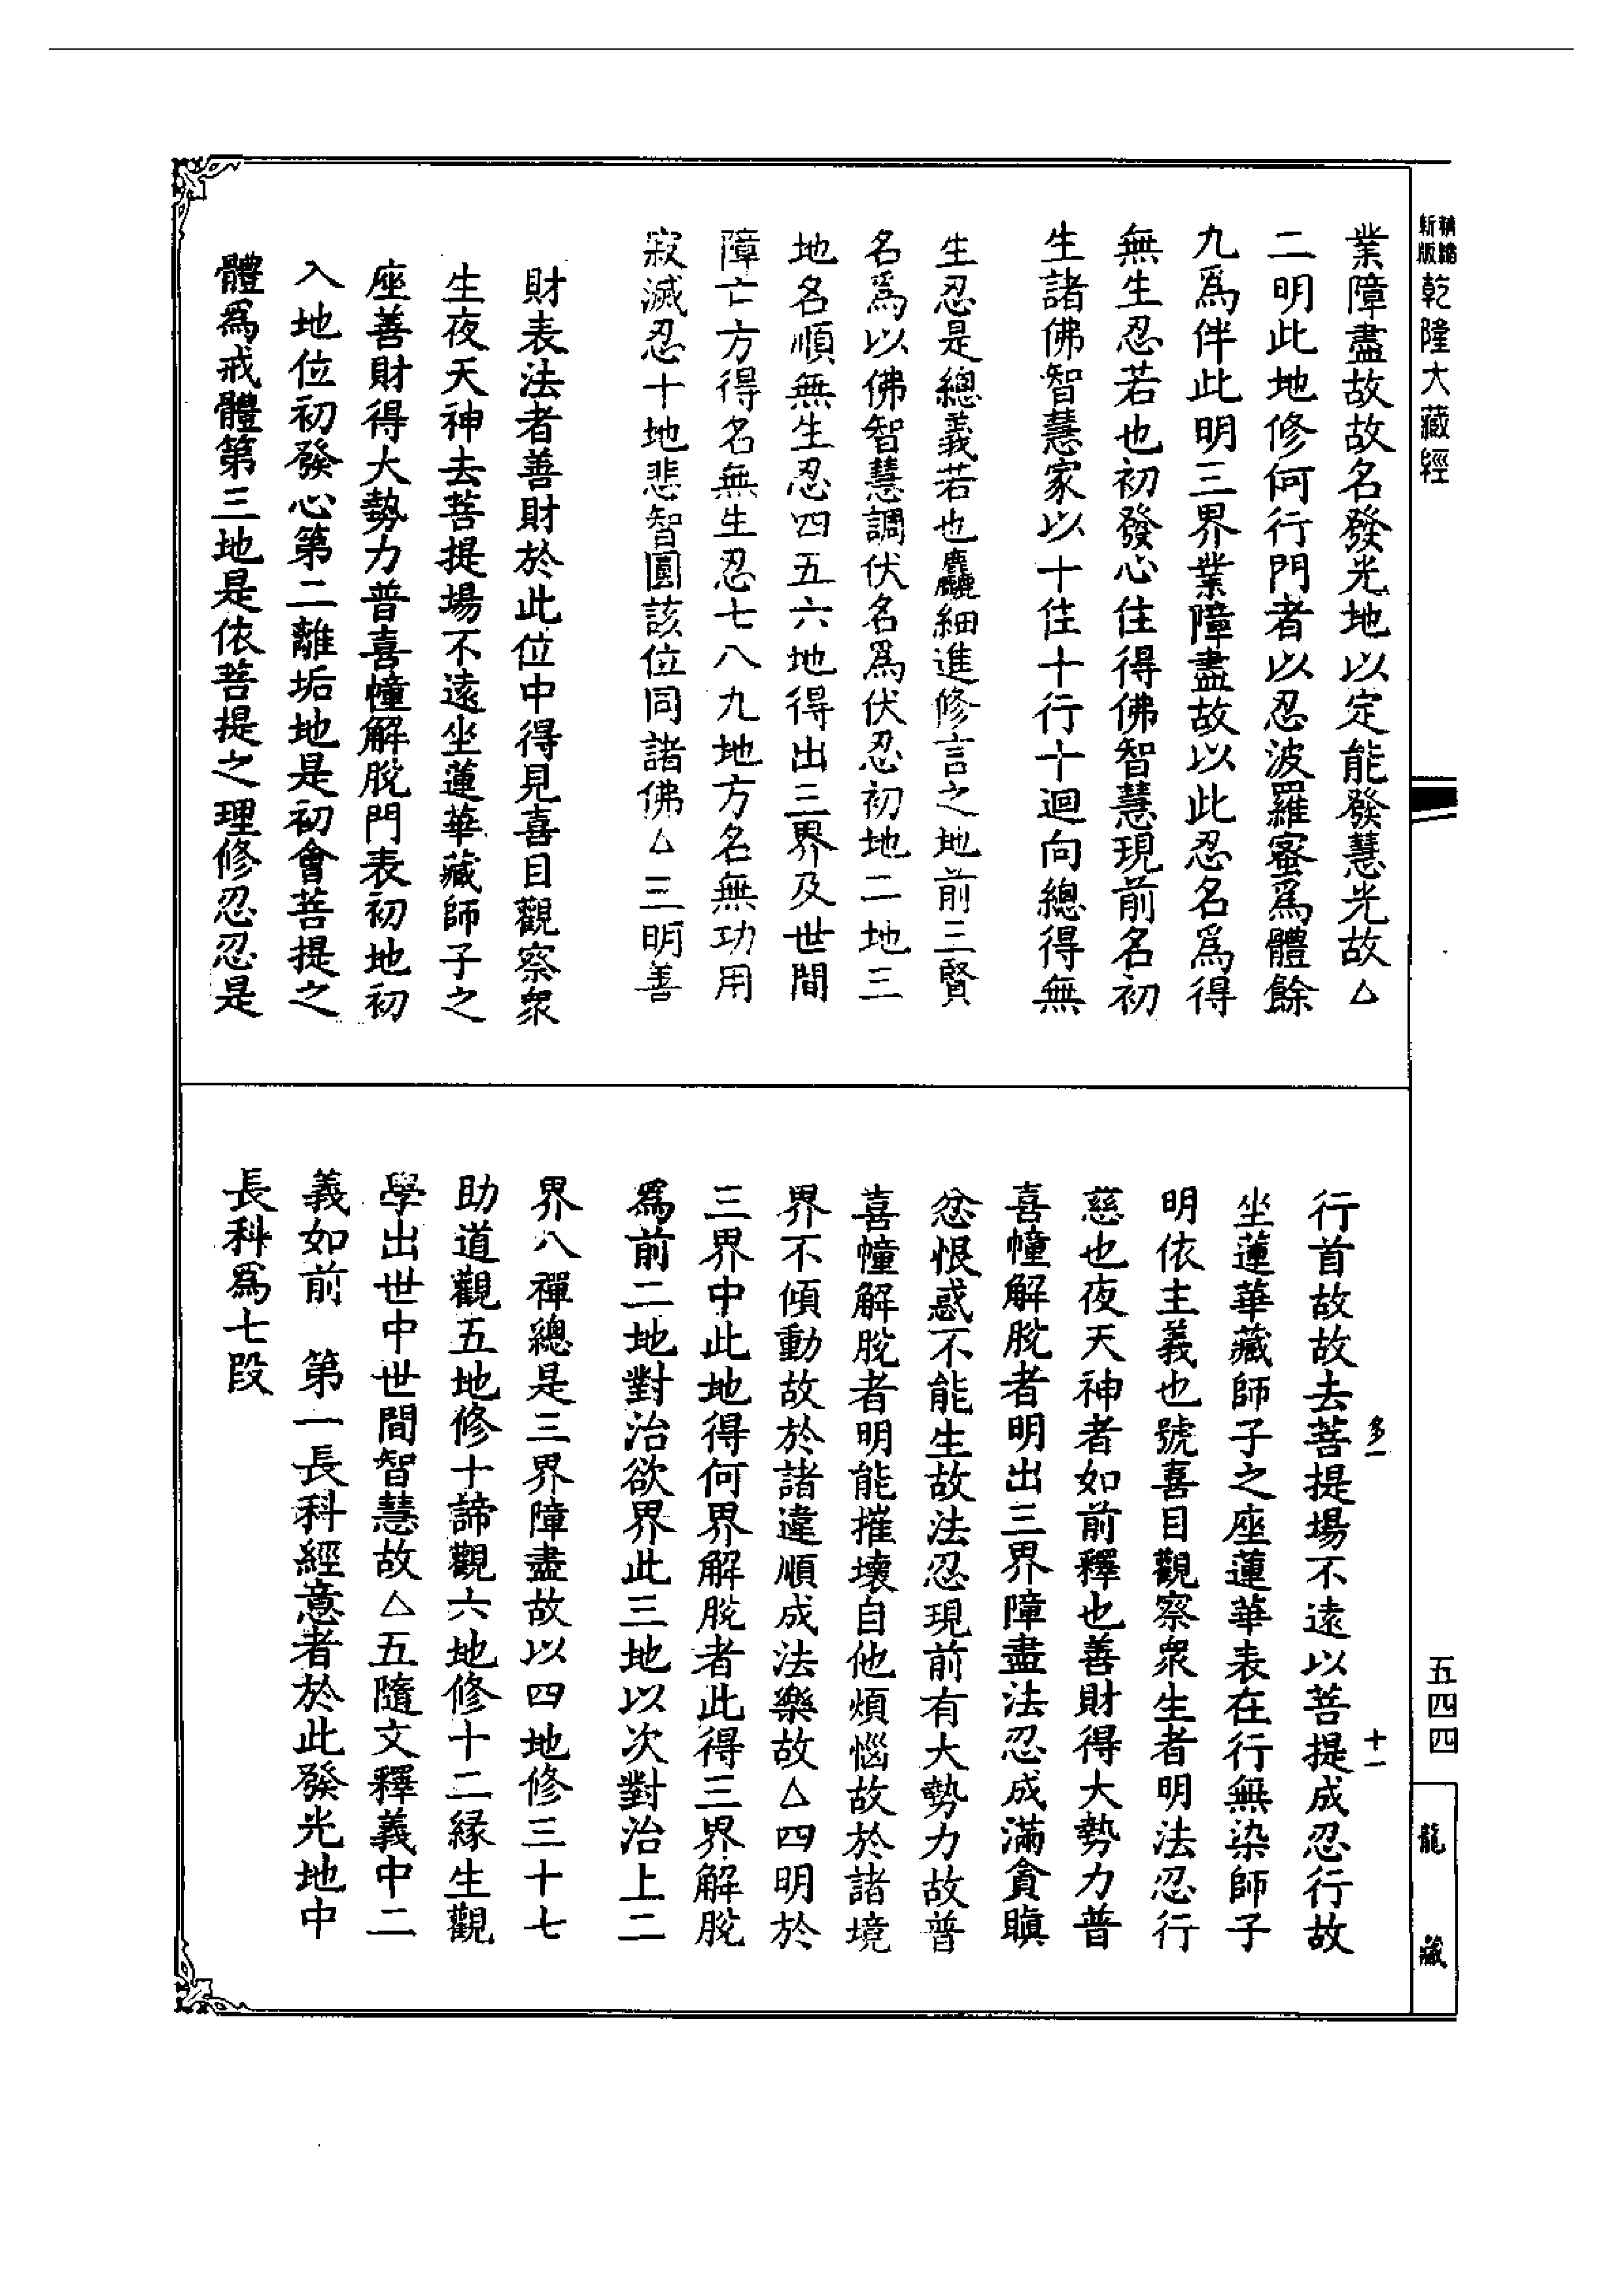 新版精縮乾隆大藏經
業障盡故故名發光地以定能發慧光故△
二明此地修何行門者以忍波羅蜜爲體餘
九爲伴此明三界業障盡故以此忍名爲得
無生忍若也初發心住得佛智慧現前名初
生諸佛智慧家以十住十行十迴向總得無
生忍是總義若也麤細進修言之地前三賢
名爲以佛智慧調伏名爲伏忍初地二地三
地名順無生忍四五六地得出三界及世間
障亡方得名無生忍七八九地方名無功用
寂滅忍十地悲智圓該位同諸佛△三明善
財表法者善財於此位中得見喜目觀察衆
生夜天神去菩提場不遠坐蓮華藏師子之
座善財得大勢力普喜幢解脫門表初地初
入地位初發心第二離垢地是初會菩提之
體爲戒體第三地是依菩提之理修忍忍是
行首故故去菩提場不遠以菩提成忍行故
坐蓮華藏師子之座蓮華表在行無染師子
明依主義也號喜目觀察衆生者明法忍行
慈也夜天神者如前釋也善財得大勢力普
喜幢解脫者明出三界障盡法忍成滿貪瞋
忿恨惑不能生故法忍現前有大勢力故普
喜幢解脫者明能摧壞自他煩惱故於諸境
界不傾動故於諸違順成法樂故△四明於
三界中此地得何界解脫者此得三界解脫
爲前二地對治欲界此三地以次對治上二
界八禪總是三界障盡故以四地修三十七
助道觀五地修十諦觀六地修十二緣生觀
學出世中世間智慧故△五隨文釋義中二
義如前　第一長科經意者於此發光地中
長科爲七段
多一
十一
五四四
龍藏